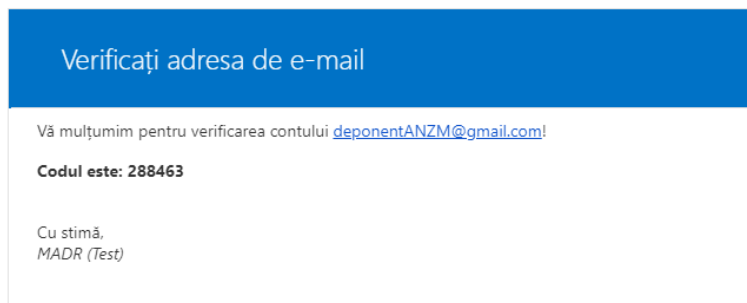 Verificați adresa de e-mail
Vă mulțumim pentru verificarea contului deponentANZM@gmail.com!
Codul este: 288463
Cu stimă,
MADR (Test)